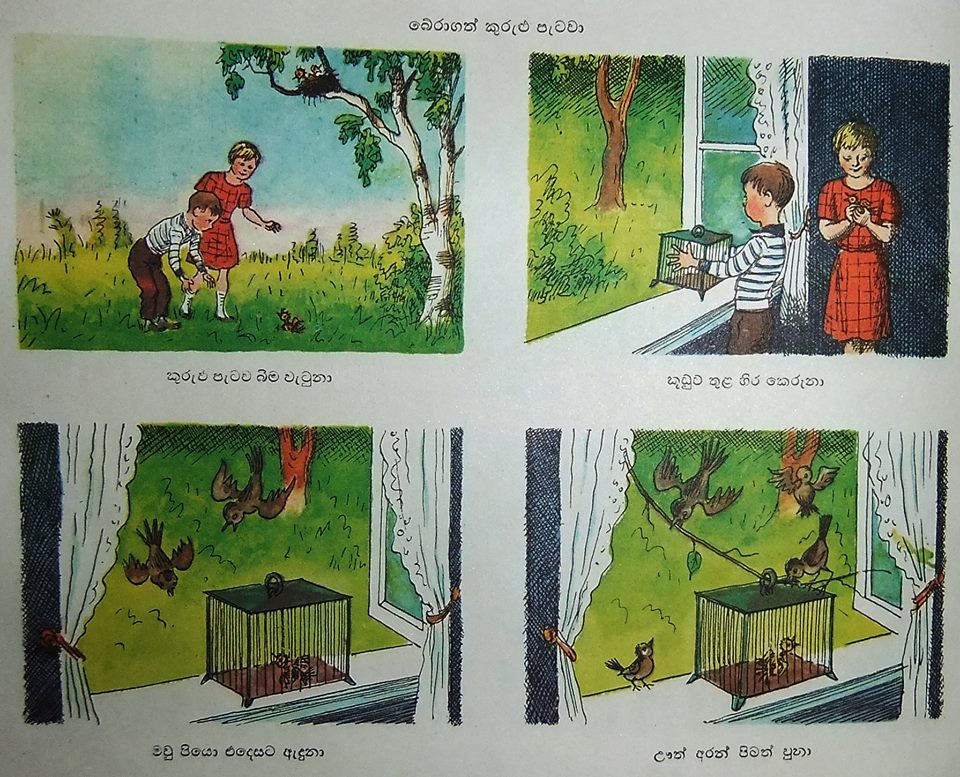 බේරාගත් කුරුළු පැටවා
කුරුළු පැටව් බිම වැටුනා
කූඩුව තුළ හිර කෙරුනා
මවු පියො එදෙසට ඇදුනා
ඌත් අරන් පිටත් වුනා